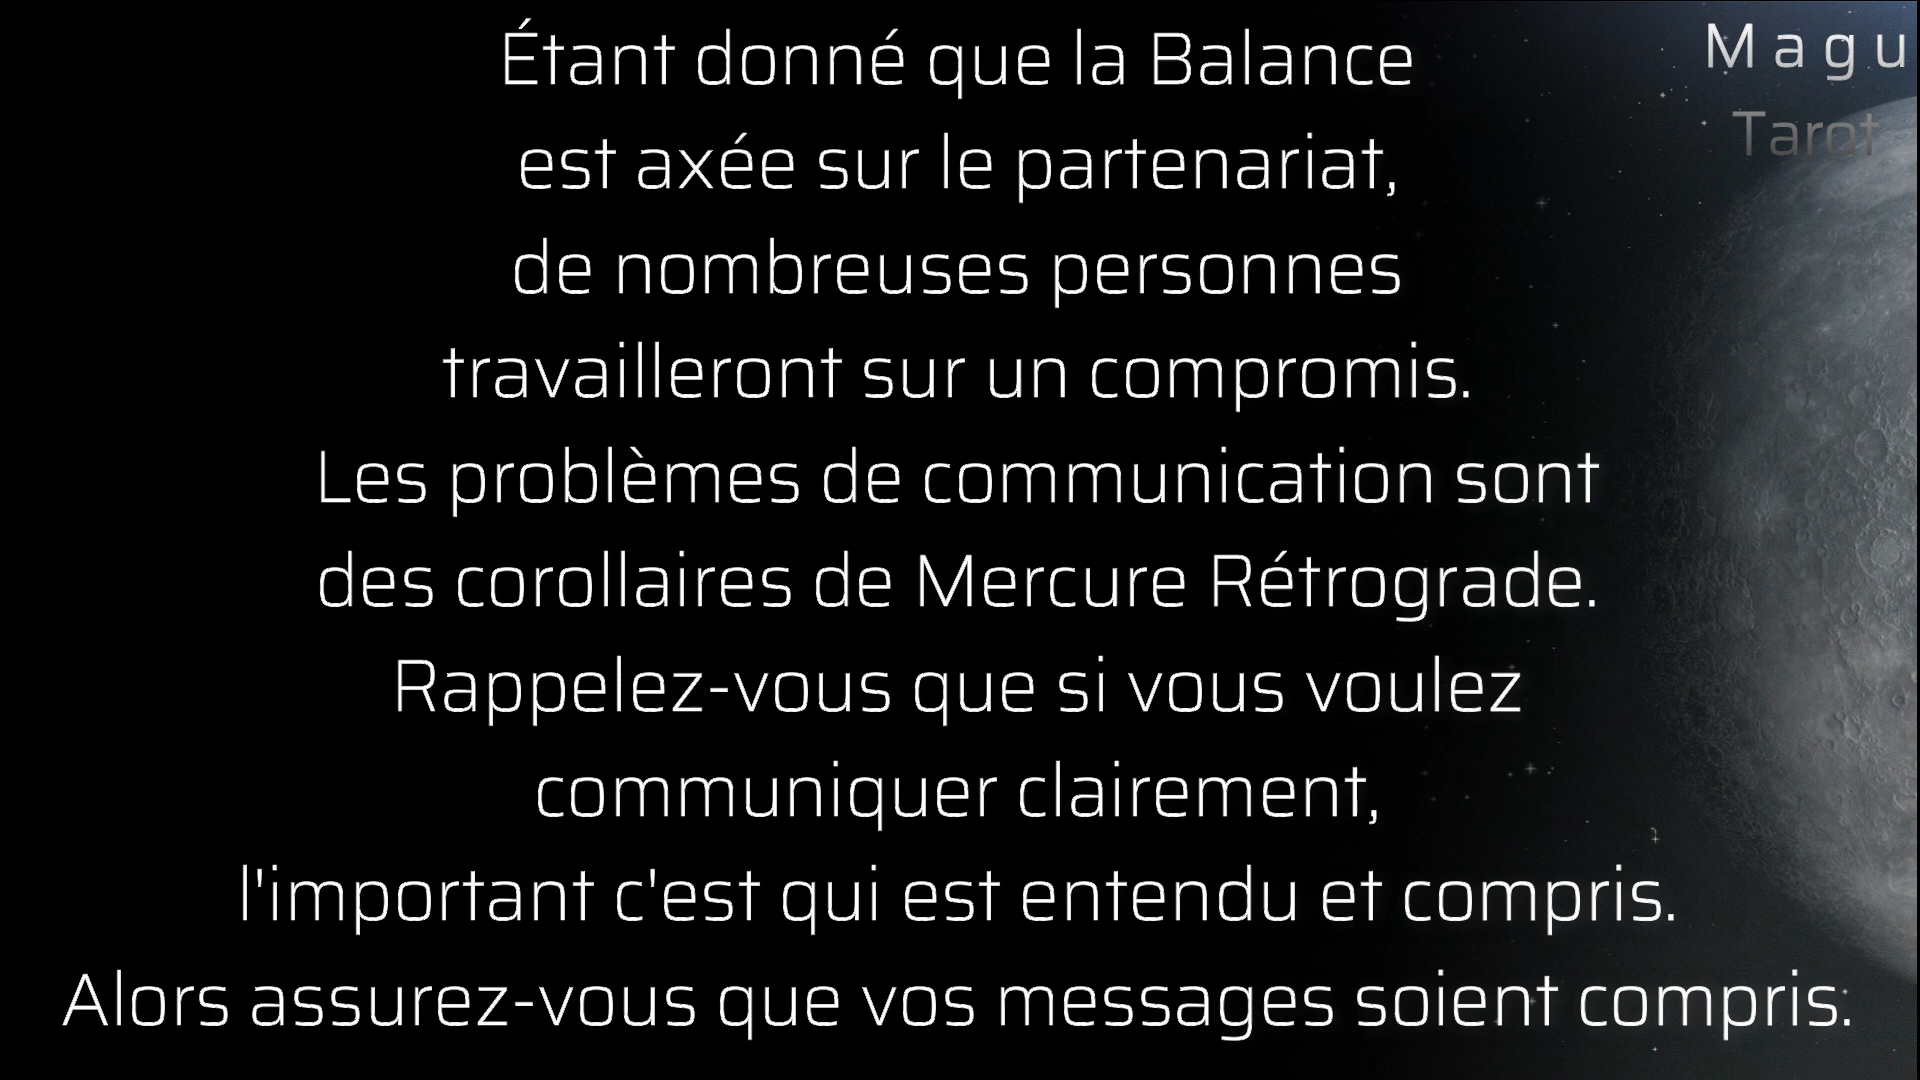 Étant donné que la Balance
est axée sur le partenariat,
de nombreuses personnes
travailleront sur un compromis.
Les problèmes de communication sont
des corollaires de Mercure Rétrograde.
Rappelez-vous que si vous voulez
communiquer clairement,
l'important c'est qui est entendu et compris.
Alors assurez-vous que vos messages soient compris.
Magu
Tarot